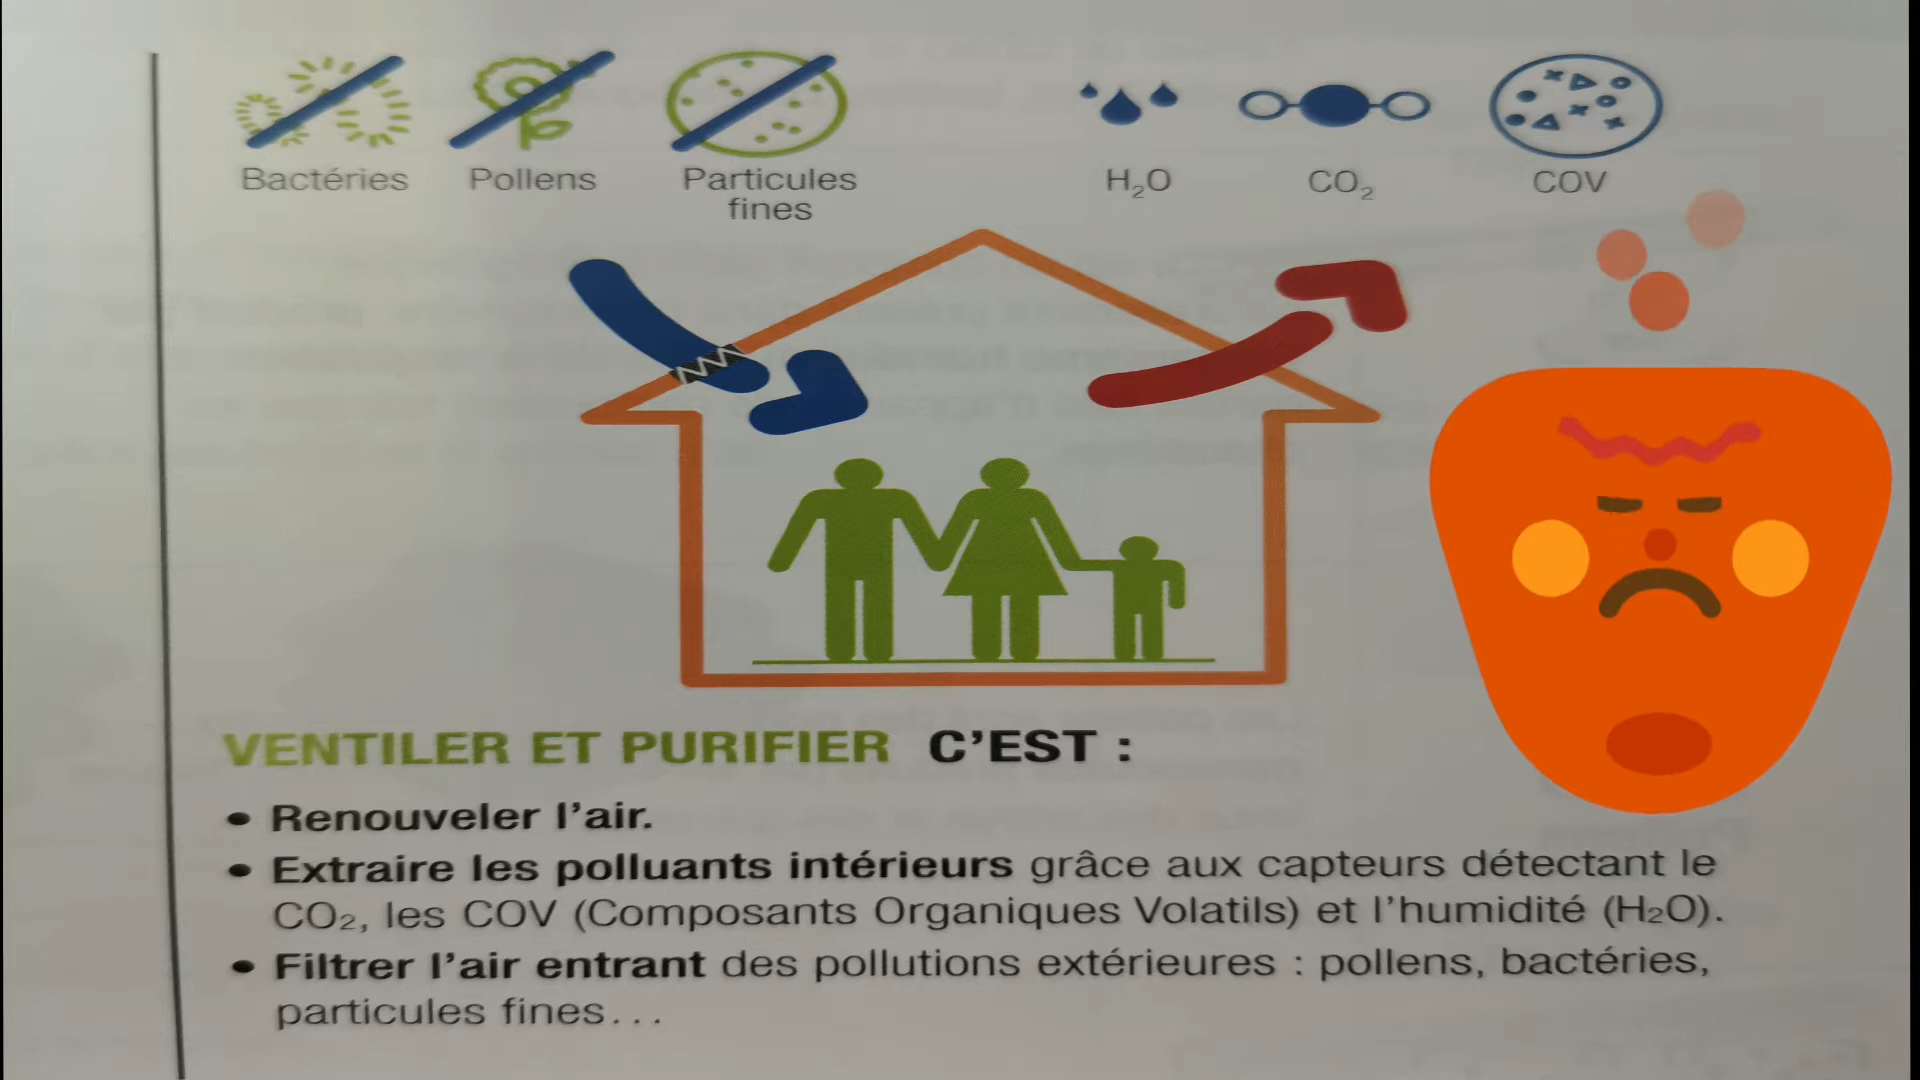 Bactéries Pollens Particules fines H₂O CO₂ COV
VENTILER ET PURIFIER C'EST :
• Renouveler l'air.
• Extraire les polluants intérieurs grâce aux capteurs détectant le
CO₂, les COV (Composants Organiques Volatils) et l'humidité (H₂O).
• Filtrer l'air entrant des pollutions extérieures : pollens, bactéries,
particules fines...